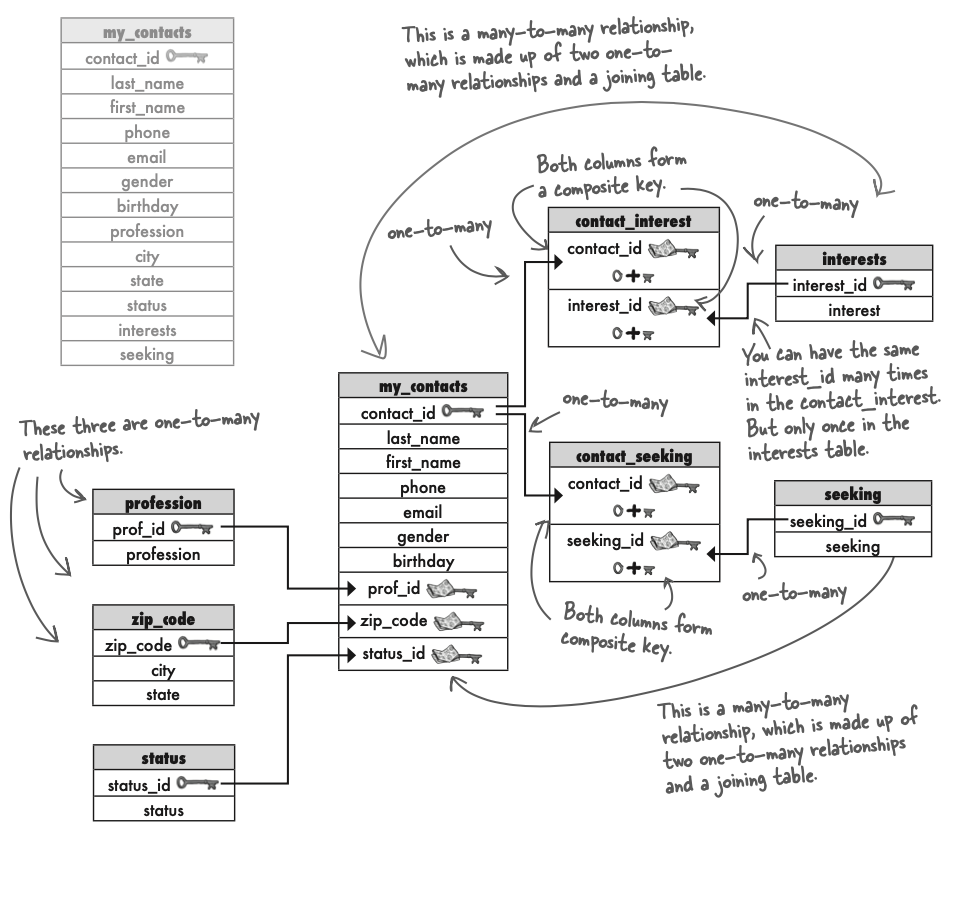 my_contacts
contact_id
last_name
first_name
phone
email
gender
birthday
profession
city
state
status
interests
seeking
This is a many-to-many relationship,
which is made up of two one-to-
many relationships and a joining table.
Both columns form
a composite key.
one-to-many
one-to-many
contact_interest
contact_id
+
interest_id
+
interests
interest_id
interest
You can have the same
interest_id many times
in the contact_interest.
But only once in the
interests table.
my_contacts
contact_id
last_name
first_name
phone
email
gender
birthday
prof_id
zip_code
status_id
one-to-many
These three are one-to-many
relationships.
profession
prof_id
profession
zip_code
zip_code
city
state
status
status_id
status
contact_seeking
contact_id
+
seeking_id
+
seeking
seeking_id
seeking
one-to-many
Both columns form
composite key.
This is a many-to-many
relationship, which is made up of
two one-to-many relationships
and a joining table.